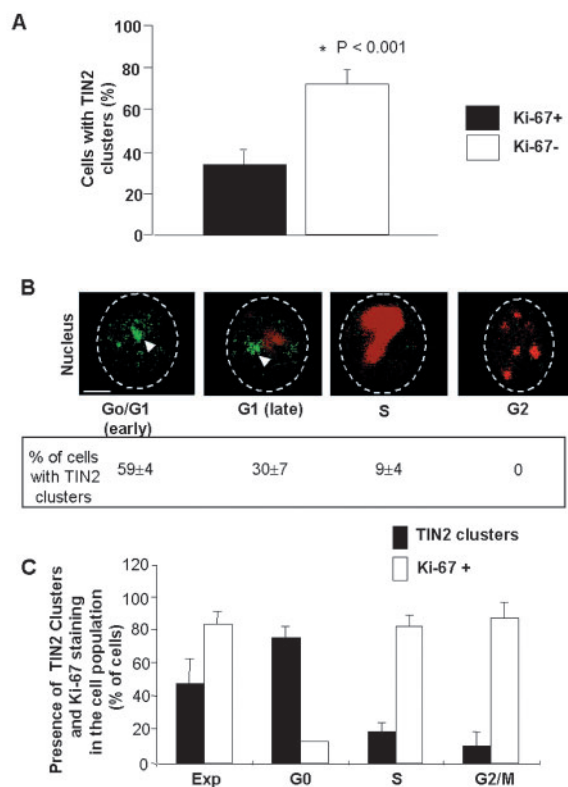 A
Cells with TIN2
clusters (%)
100
80
60
40
20
0
* P < 0.001
Ki-67+
Ki-67-
B
Nucleus
Go/G1
(early)
G1 (late)
S
G2
% of cells
with TIN2
clusters
59±4
30±7
9±4
0
TIN2 clusters
Ki-67 +
C
Presence of TIN2 Clusters
and Ki-67 staining
in the cell population
(% of cells)
120
100
80
60
40
20
0
Exp
G0
S
G2/M